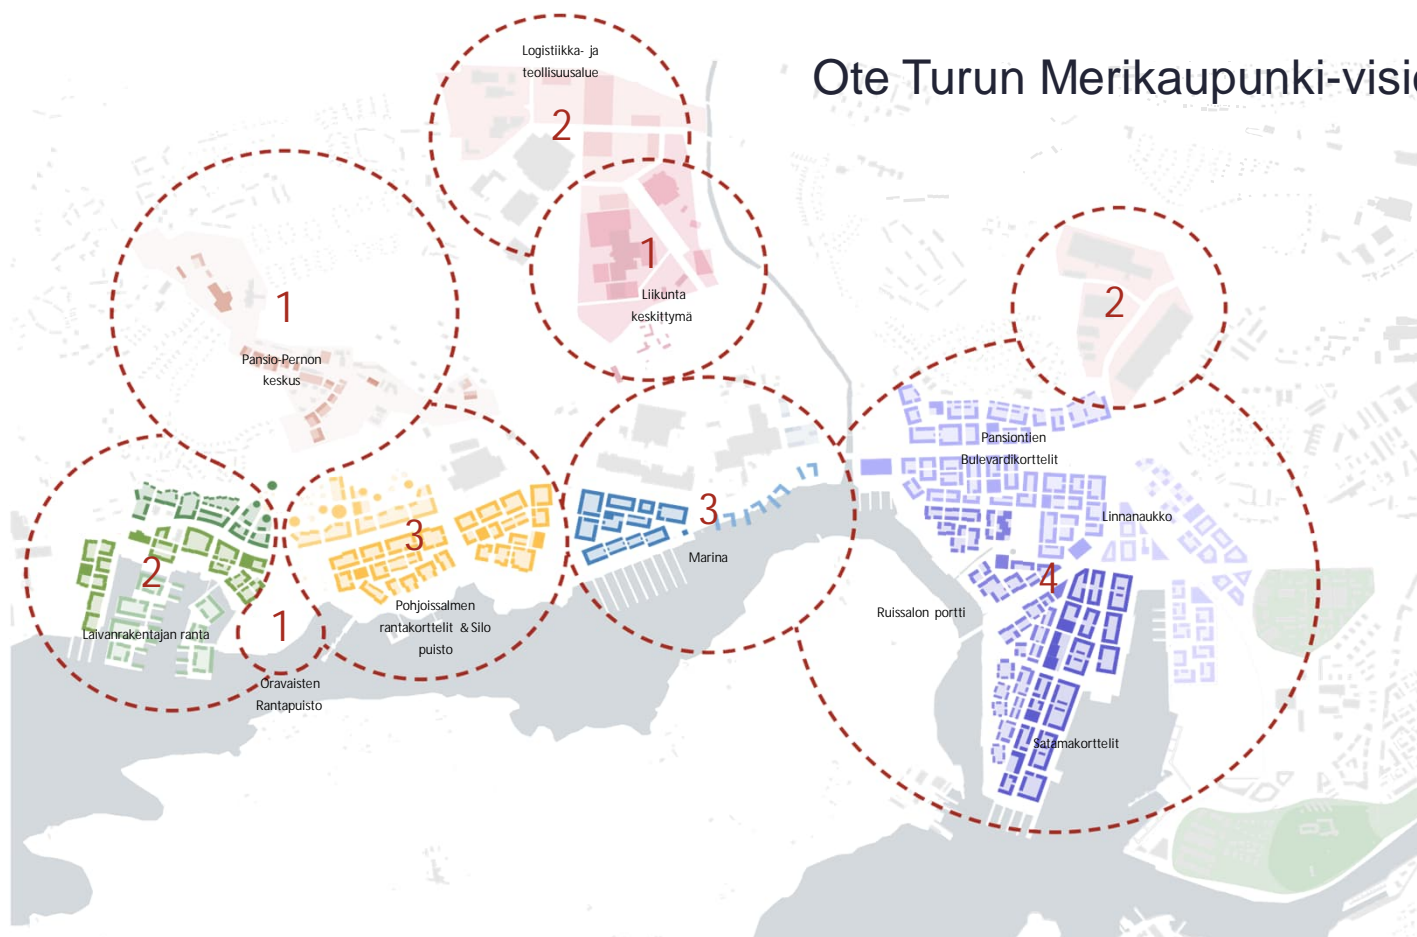 Ote Turun Merikaupunki-visi
Logistiikka- ja
teollisuusalue
2
1
Liikunta
keskittymä
2
1
Pansio-Pernon
keskus
Pansiontien
Bulevardikorttelit
Linnanaukko
3
Marina
3
Pohjoissalmen
rantakorttelit & Silo
puisto
2
Laivanrakentajan ranta
1
Oravaisten
Rantapuisto
4
Ruissalon portti
Satamakorttelit